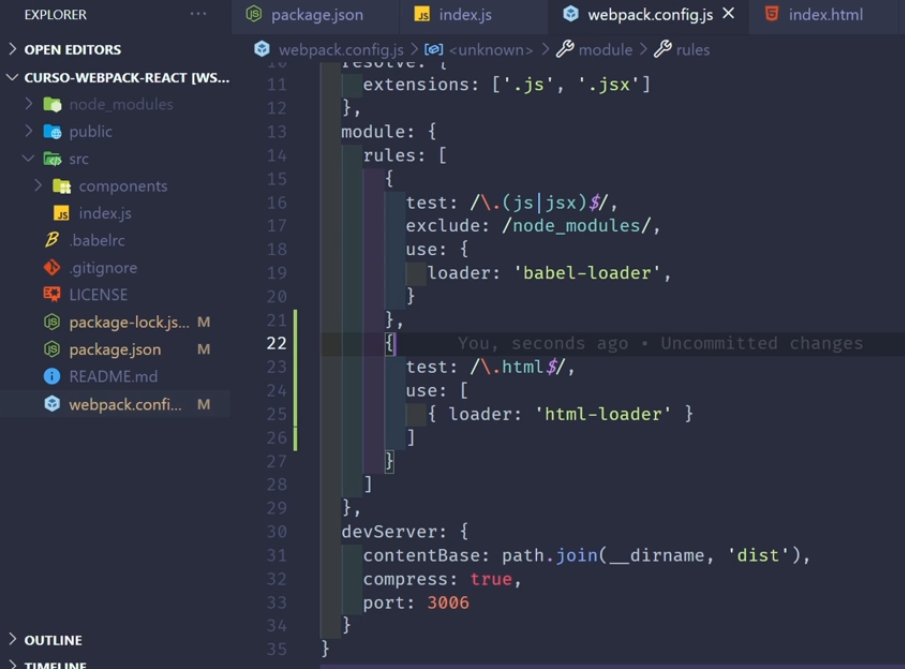 EXPLORER ···
package.json
index.js
webpack.config.js
index.html
OPEN EDITORS
CURSO-WEBPACK-REACT [WS...
node_modules
public
src
components
index.js
.babelrc
.gitignore
LICENSE
package-lock.js... M
package.json M
README.md
webpack.confi... M
OUTLINE
TIMELINE
webpack.config.js > <unknown> > module > rules
10 resolve: {
11 extensions: ['.js', '.jsx']
12 },
13 module: {
14 rules: [
15 {
16 test: /\.(js|jsx)$/,
17 exclude: /node_modules/,
18 use: {
19 loader: 'babel-loader',
20 }
21 },
22 { You, seconds ago • Uncommitted changes
23 test: /\.html$/,
24 use: [
25 { loader: 'html-loader' }
26 ]
27 }
28 ]
29 },
30 devServer: {
31 contentBase: path.join(__dirname, 'dist'),
32 compress: true,
33 port: 3006
34 }
35 }